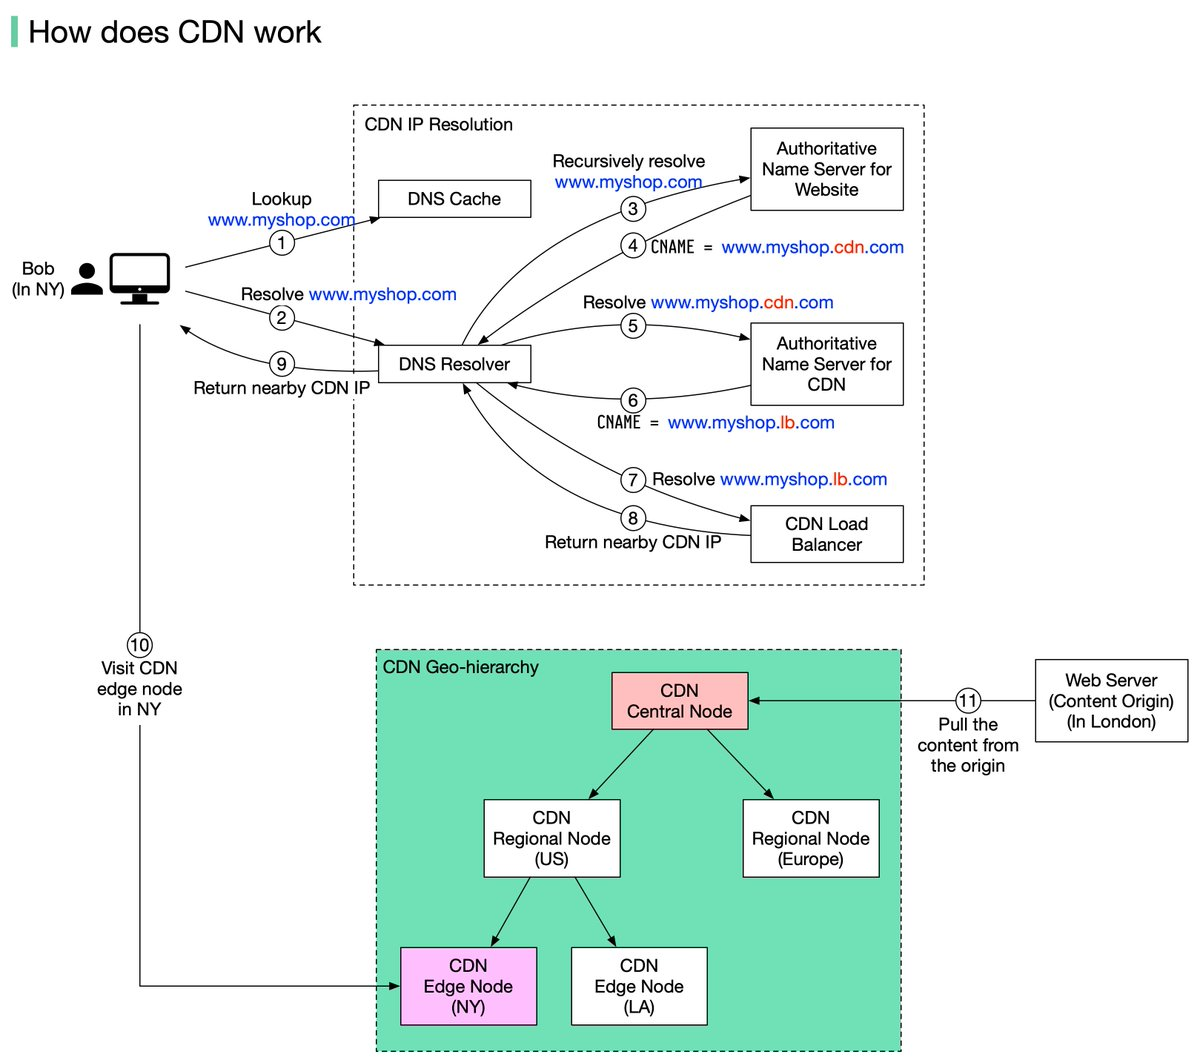 How does CDN work
CDN IP Resolution
Authoritative
Name Server for
Website
Recursively resolve
www.myshop.com
3
DNS Cache
Lookup
www.myshop.com
1
4 CNAME = www.myshop.cdn.com
Bob
(In NY)
Resolve www.myshop.com
2
Resolve www.myshop.cdn.com
5
Authoritative
Name Server for
CDN
DNS Resolver
9
Return nearby CDN IP
6
CNAME = www.myshop.lb.com
7 Resolve www.myshop.lb.com
8
Return nearby CDN IP
CDN Load
Balancer
10
Visit CDN
edge node
in NY
CDN Geo-hierarchy
CDN
Central Node
11
Pull the
content from
the origin
Web Server
(Content Origin)
(In London)
CDN
Regional Node
(US)
CDN
Regional Node
(Europe)
CDN
Edge Node
(NY)
CDN
Edge Node
(LA)